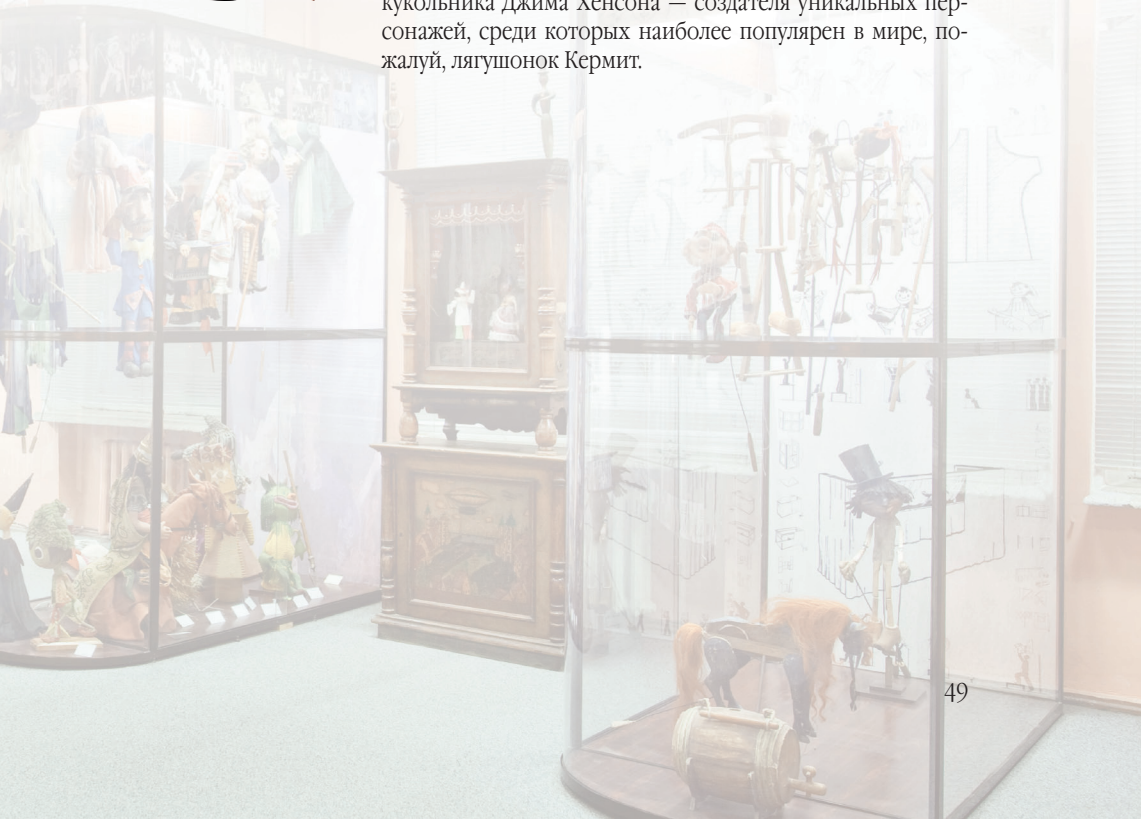 кукольника Джима Хенсона — создателя уникальных пер-
сонажей, среди которых наиболее популярен в мире, по-
жалуй, лягушонок Кермит.
49